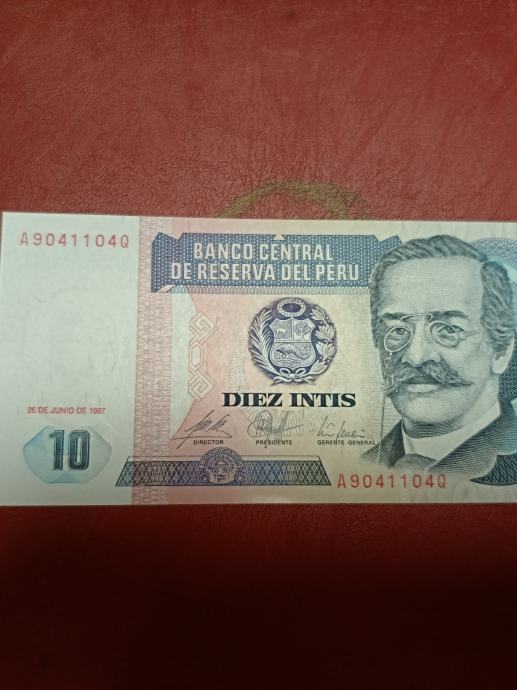 A9041104Q
BANCO CENTRAL
DE RESERVA DEL PERU
DIEZ INTIS
26 DE JUNIO DE 1987
10
DIRECTOR
PRESIDENTE
GERENTE GENERAL
A9041104Q